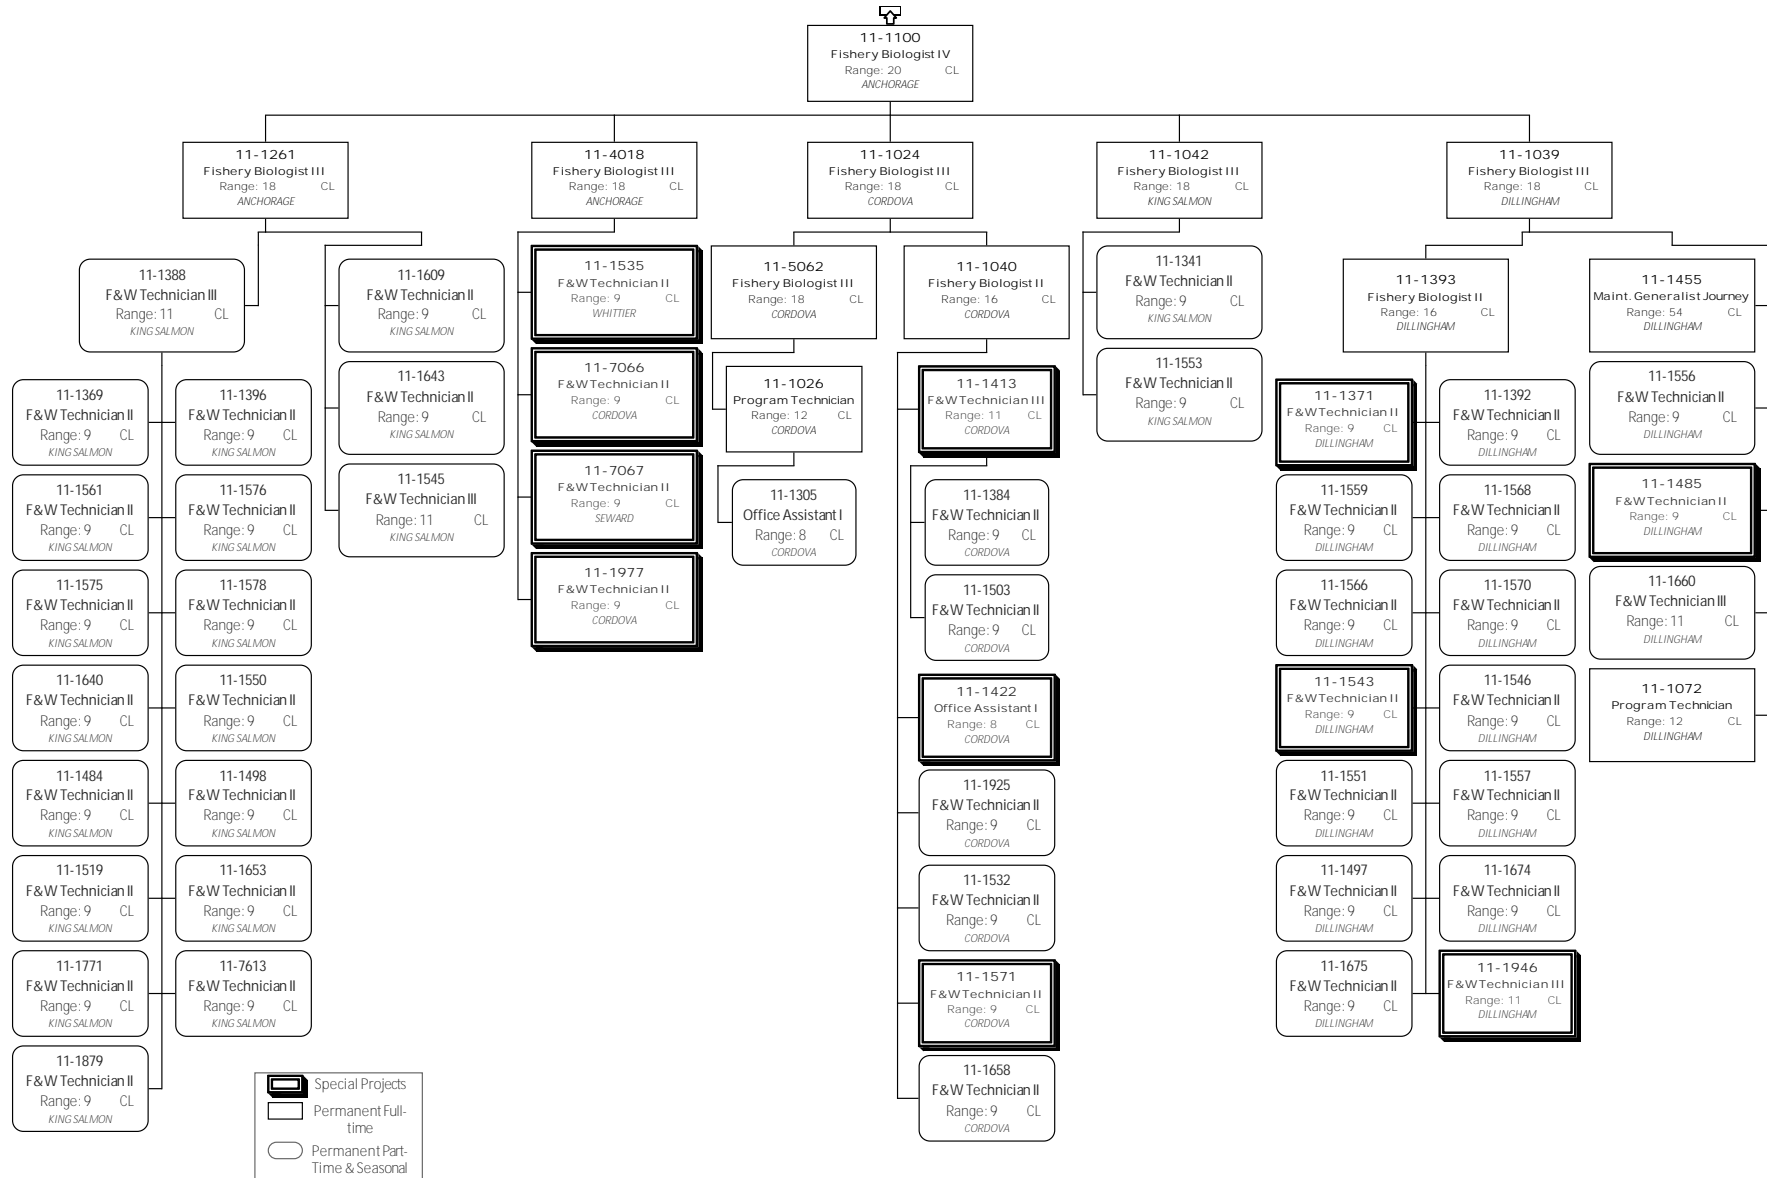 11-1100
Fishery Biologist IV
Range: 20 CL
ANCHORAGE
11-1261
Fishery Biologist III
Range: 18 CL
ANCHORAGE
11-4018
Fishery Biologist III
Range: 18 CL
ANCHORAGE
11-1024
Fishery Biologist III
Range: 18 CL
CORDOVA
11-1042
Fishery Biologist III
Range: 18 CL
KING SALMON
11-1039
Fishery Biologist III
Range: 18 CL
DILLINGHAM
11-1388
F&W Technician III
Range: 11 CL
KING SALMON
11-1369
F&W Technician II
Range: 9 CL
KING SALMON
11-1396
F&W Technician II
Range: 9 CL
KING SALMON
11-1561
F&W Technician II
Range: 9 CL
KING SALMON
11-1576
F&W Technician II
Range: 9 CL
KING SALMON
11-1575
F&W Technician II
Range: 9 CL
KING SALMON
11-1578
F&W Technician II
Range: 9 CL
KING SALMON
11-1640
F&W Technician II
Range: 9 CL
KING SALMON
11-1550
F&W Technician II
Range: 9 CL
KING SALMON
11-1484
F&W Technician II
Range: 9 CL
KING SALMON
11-1498
F&W Technician II
Range: 9 CL
KING SALMON
11-1519
F&W Technician II
Range: 9 CL
KING SALMON
11-1653
F&W Technician II
Range: 9 CL
KING SALMON
11-1771
F&W Technician II
Range: 9 CL
KING SALMON
11-7613
F&W Technician II
Range: 9 CL
KING SALMON
11-1879
F&W Technician II
Range: 9 CL
KING SALMON
11-1609
F&W Technician II
Range: 9 CL
KING SALMON
11-1643
F&W Technician II
Range: 9 CL
KING SALMON
11-1545
F&W Technician III
Range: 11 CL
KING SALMON
11-1535
F&W Technician II
Range: 9 CL
WHITTIER
11-7066
F&W Technician II
Range: 9 CL
CORDOVA
11-7067
F&W Technician II
Range: 9 CL
SEWARD
11-1977
F&W Technician II
Range: 9 CL
CORDOVA
11-5062
Fishery Biologist III
Range: 18 CL
CORDOVA
11-1026
Program Technician
Range: 12 CL
CORDOVA
11-1305
Office Assistant I
Range: 8 CL
CORDOVA
11-1040
Fishery Biologist II
Range: 16 CL
CORDOVA
11-1413
F&W Technician III
Range: 11 CL
CORDOVA
11-1384
F&W Technician II
Range: 9 CL
CORDOVA
11-1503
F&W Technician II
Range: 9 CL
CORDOVA
11-1422
Office Assistant I
Range: 8 CL
CORDOVA
11-1925
F&W Technician II
Range: 9 CL
CORDOVA
11-1532
F&W Technician II
Range: 9 CL
CORDOVA
11-1571
F&W Technician II
Range: 9 CL
CORDOVA
11-1658
F&W Technician II
Range: 9 CL
CORDOVA
11-1341
F&W Technician II
Range: 9 CL
KING SALMON
11-1553
F&W Technician II
Range: 9 CL
KING SALMON
11-1393
Fishery Biologist II
Range: 16 CL
DILLINGHAM
11-1371
F&W Technician II
Range: 9 CL
DILLINGHAM
11-1392
F&W Technician II
Range: 9 CL
DILLINGHAM
11-1559
F&W Technician II
Range: 9 CL
DILLINGHAM
11-1568
F&W Technician II
Range: 9 CL
DILLINGHAM
11-1566
F&W Technician II
Range: 9 CL
DILLINGHAM
11-1570
F&W Technician II
Range: 9 CL
DILLINGHAM
11-1543
F&W Technician II
Range: 9 CL
DILLINGHAM
11-1546
F&W Technician II
Range: 9 CL
DILLINGHAM
11-1551
F&W Technician II
Range: 9 CL
DILLINGHAM
11-1557
F&W Technician II
Range: 9 CL
DILLINGHAM
11-1497
F&W Technician II
Range: 9 CL
DILLINGHAM
11-1674
F&W Technician II
Range: 9 CL
DILLINGHAM
11-1675
F&W Technician II
Range: 9 CL
DILLINGHAM
11-1946
F&W Technician III
Range: 11 CL
DILLINGHAM
11-1455
Maint. Generalist Journey
Range: 54 CL
DILLINGHAM
11-1556
F&W Technician II
Range: 9 CL
DILLINGHAM
11-1485
F&W Technician II
Range: 9 CL
DILLINGHAM
11-1660
F&W Technician III
Range: 11 CL
DILLINGHAM
11-1072
Program Technician
Range: 12 CL
DILLINGHAM
Special Projects
Permanent Full-
time
Permanent Part-
Time & Seasonal